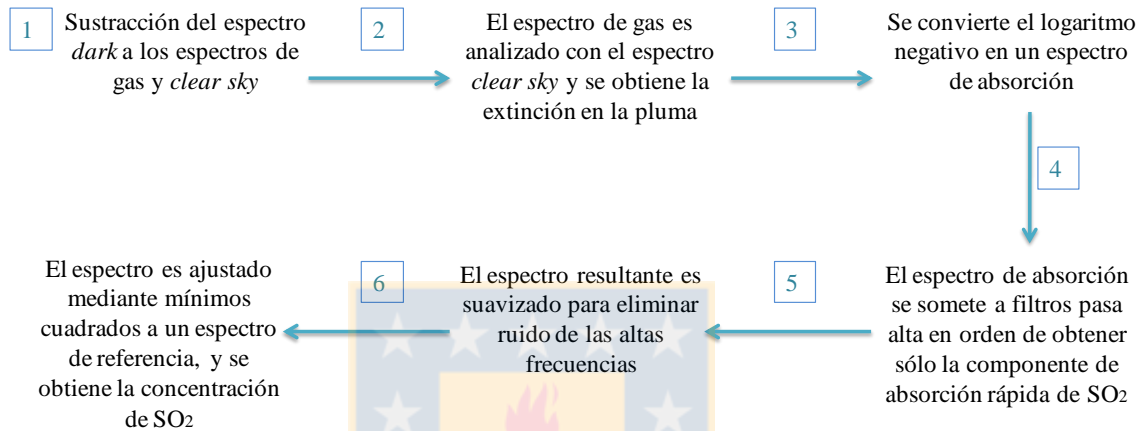 1
Sustracción del espectro
dark a los espectros de
gas y clear sky
2
El espectro de gas es
analizado con el espectro
clear sky y se obtiene la
extinción en la pluma
3
Se convierte el logaritmo
negativo en un espectro
de absorción
4
El espectro de absorción
se somete a filtros pasa
alta en orden de obtener
sólo la componente de
absorción rápida de SO2
5
El espectro resultante es
suavizado para eliminar
ruido de las altas
frecuencias
6
El espectro es ajustado
mediante mínimos
cuadrados a un espectro
de referencia, y se
obtiene la concentración
de SO2